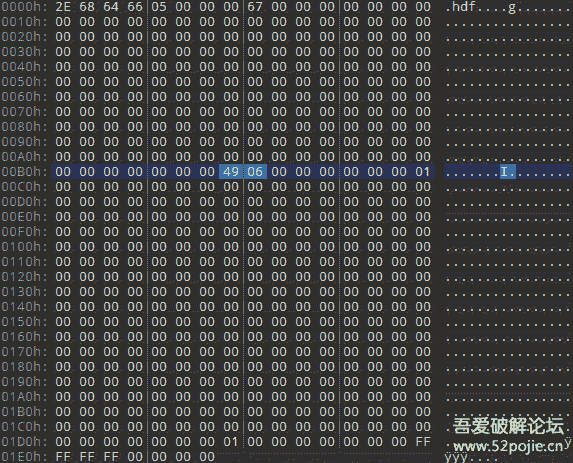 0000h: 2E 68 64 66 05 00 00 00 67 00 00 00 00 00 00 00 .hdf....g.......
0010h: 00 00 00 00 00 00 00 00 00 00 00 00 00 00 00 00 ................
0020h: 00 00 00 00 00 00 00 00 00 00 00 00 00 00 00 00 ................
0030h: 00 00 00 00 00 00 00 00 00 00 00 00 00 00 00 00 ................
0040h: 00 00 00 00 00 00 00 00 00 00 00 00 00 00 00 00 ................
0050h: 00 00 00 00 00 00 00 00 00 00 00 00 00 00 00 00 ................
0060h: 00 00 00 00 00 00 00 00 00 00 00 00 00 00 00 00 ................
0070h: 00 00 00 00 00 00 00 00 00 00 00 00 00 00 00 00 ................
0080h: 00 00 00 00 00 00 00 00 00 00 00 00 00 00 00 00 ................
0090h: 00 00 00 00 00 00 00 00 00 00 00 00 00 00 00 00 ................
00A0h: 00 00 00 00 00 00 00 00 00 00 00 00 00 00 00 00 ................
00B0h: 00 00 00 00 00 00 00 49 06 00 00 00 00 00 00 01 .......I........
00C0h: 00 00 00 00 00 00 00 00 00 00 00 00 00 00 00 00 ................
00D0h: 00 00 00 00 00 00 00 00 00 00 00 00 00 00 00 00 ................
00E0h: 00 00 00 00 00 00 00 00 00 00 00 00 00 00 00 00 ................
00F0h: 00 00 00 00 00 00 00 00 00 00 00 00 00 00 00 00 ................
0100h: 00 00 00 00 00 00 00 00 00 00 00 00 00 00 00 00 ................
0110h: 00 00 00 00 00 00 00 00 00 00 00 00 00 00 00 00 ................
0120h: 00 00 00 00 00 00 00 00 00 00 00 00 00 00 00 00 ................
0130h: 00 00 00 00 00 00 00 00 00 00 00 00 00 00 00 00 ................
0140h: 00 00 00 00 00 00 00 00 00 00 00 00 00 00 00 00 ................
0150h: 00 00 00 00 00 00 00 00 00 00 00 00 00 00 00 00 ................
0160h: 00 00 00 00 00 00 00 00 00 00 00 00 00 00 00 00 ................
0170h: 00 00 00 00 00 00 00 00 00 00 00 00 00 00 00 00 ................
0180h: 00 00 00 00 00 00 00 00 00 00 00 00 00 00 00 00 ................
0190h: 00 00 00 00 00 00 00 00 00 00 00 00 00 00 00 00 ................
01A0h: 00 00 00 00 00 00 00 00 00 00 00 00 00 00 00 00 ................
01B0h: 00 00 00 00 00 00 00 00 00 00 00 00 00 00 00 00 ................
01C0h: 00 00 00 00 00 00 00 00 00 00 00 00 00 00 00 00 ................
01D0h: 00 00 00 00 00 00 00 01 00 00 00 00 00 00 00 FF ...............ÿ
01E0h: FF FF FF 00 00 00 00 ÿÿÿ....
吾爱破解论坛
www.52pojie.cn